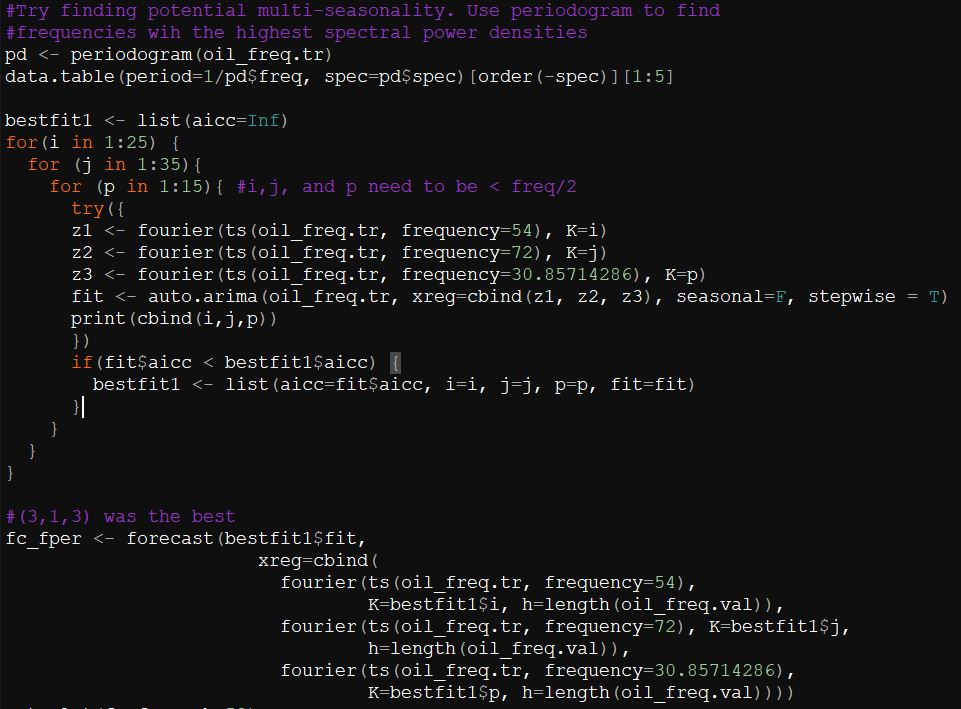 #Try finding potential multi-seasonality. Use periodogram to find
#frequencies wih the highest spectral power densities
pd <- periodogram(oil_freq.tr)
data.table(period=1/pd$freq, spec=pd$spec)[order(-spec)][1:5]
bestfit1 <- list(aicc=Inf)
for(i in 1:25) {
for (j in 1:35){
for (p in 1:15){ #i,j, and p need to be < freq/2
try({
z1 <- fourier(ts(oil_freq.tr, frequency=54), K=i)
z2 <- fourier(ts(oil_freq.tr, frequency=72), K=j)
z3 <- fourier(ts(oil_freq.tr, frequency=30.85714286), K=p)
fit <- auto.arima(oil_freq.tr, xreg=cbind(z1, z2, z3), seasonal=F, stepwise = T)
print(cbind(i,j,p))
})
if(fit$aicc < bestfit1$aicc) {
bestfit1 <- list(aicc=fit$aicc, i=i, j=j, p=p, fit=fit)
}
}
}
}
#(3,1,3) was the best
fc_fper <- forecast(bestfit1$fit,
xreg=cbind(
fourier(ts(oil_freq.tr, frequency=54),
K=bestfit1$i, h=length(oil_freq.val)),
fourier(ts(oil_freq.tr, frequency=72), K=bestfit1$j,
h=length(oil_freq.val)),
fourier(ts(oil_freq.tr, frequency=30.85714286),
K=bestfit1$p, h=length(oil_freq.val))))